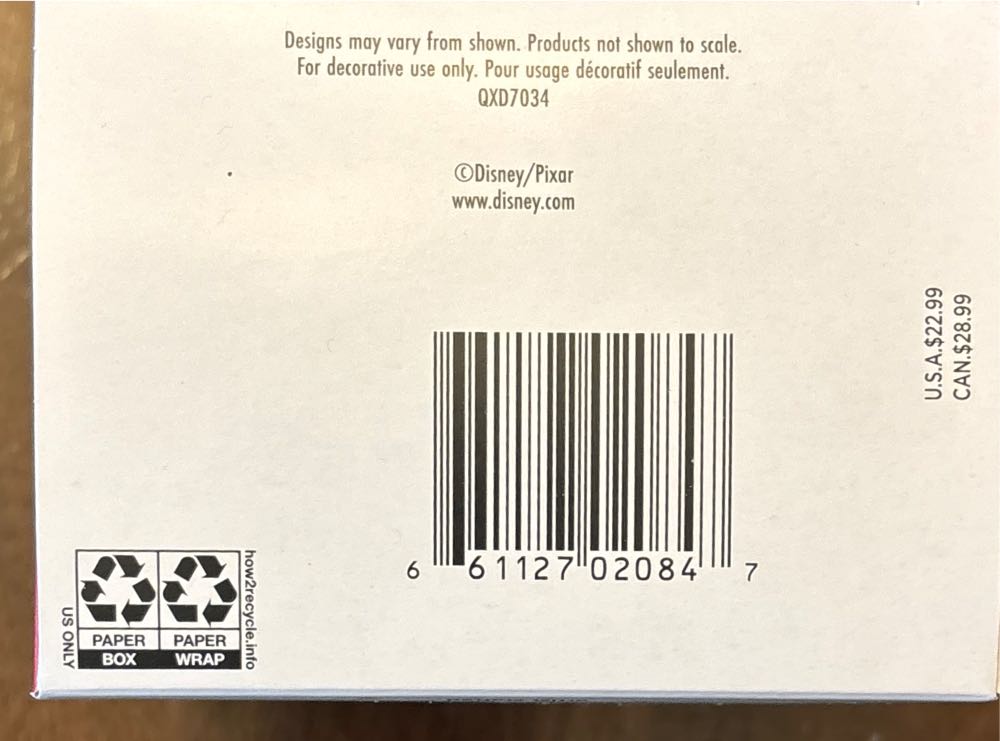 Designs may vary from shown. Products not shown to scale.
For decorative use only. Pour usage décoratif seulement.
QXD7034
©Disney/Pixar
www.disney.com
U.S.A.$22.99
CAN.$28.99
6 61127 02084 7
how2recycle.info
PAPER PAPER
BOX WRAP
US ONLY